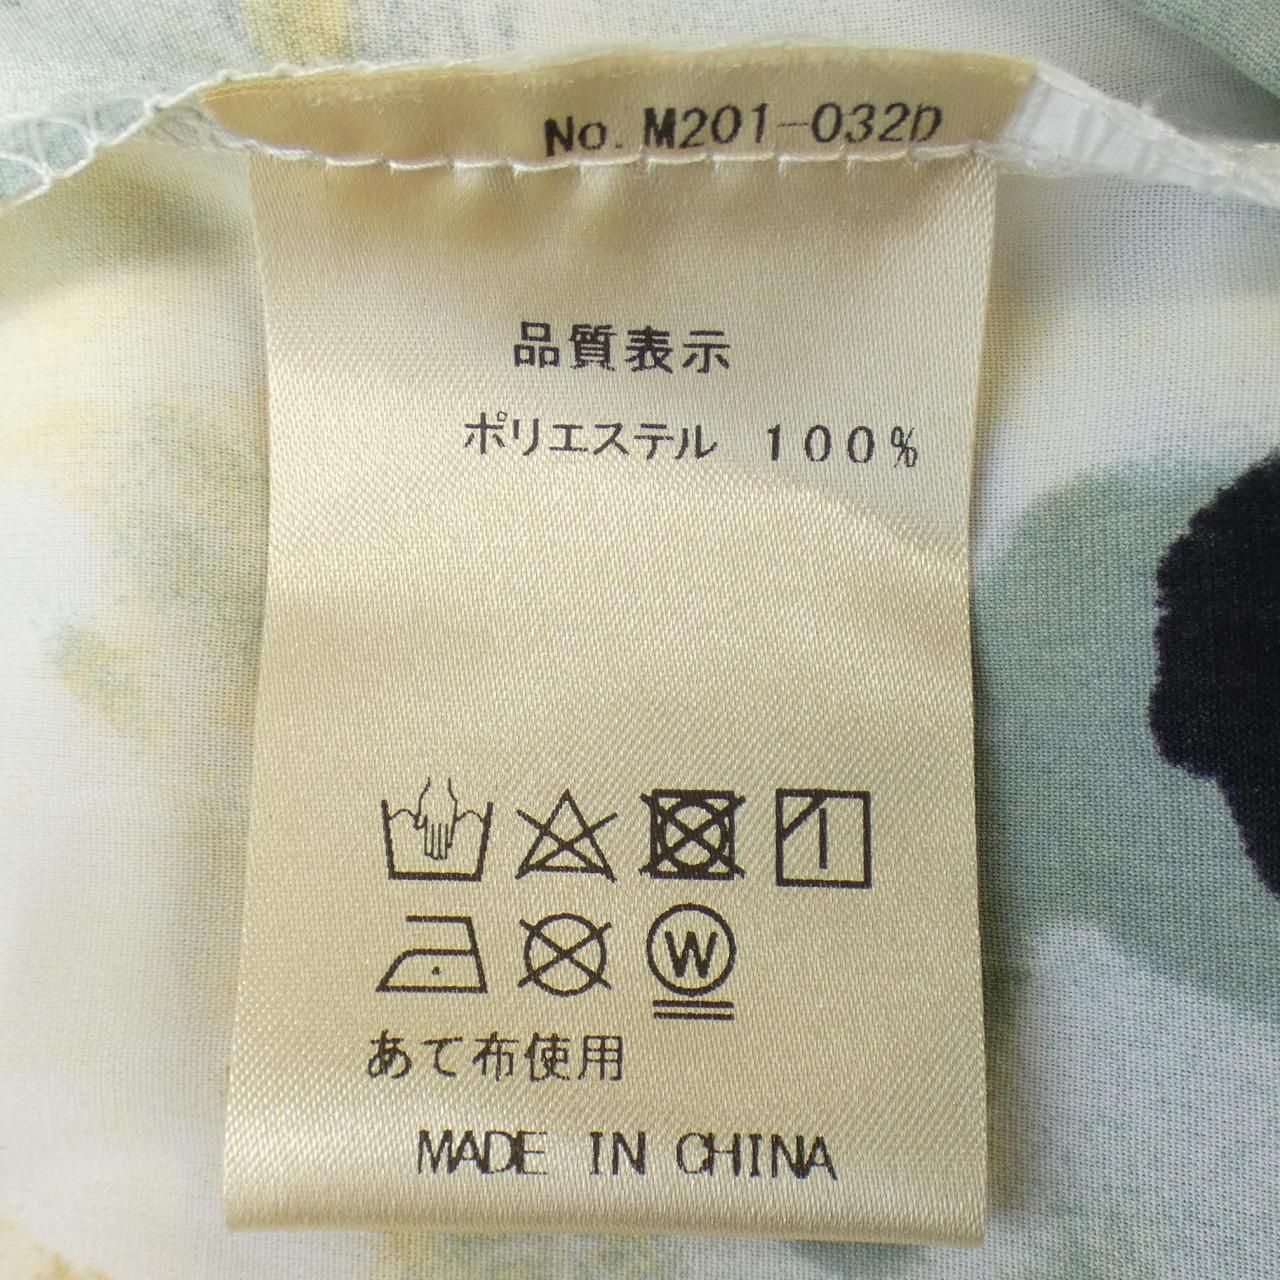 No. M201-032D
品質表示
ポリエステル 100%
W
あて布使用
MADE IN CHINA